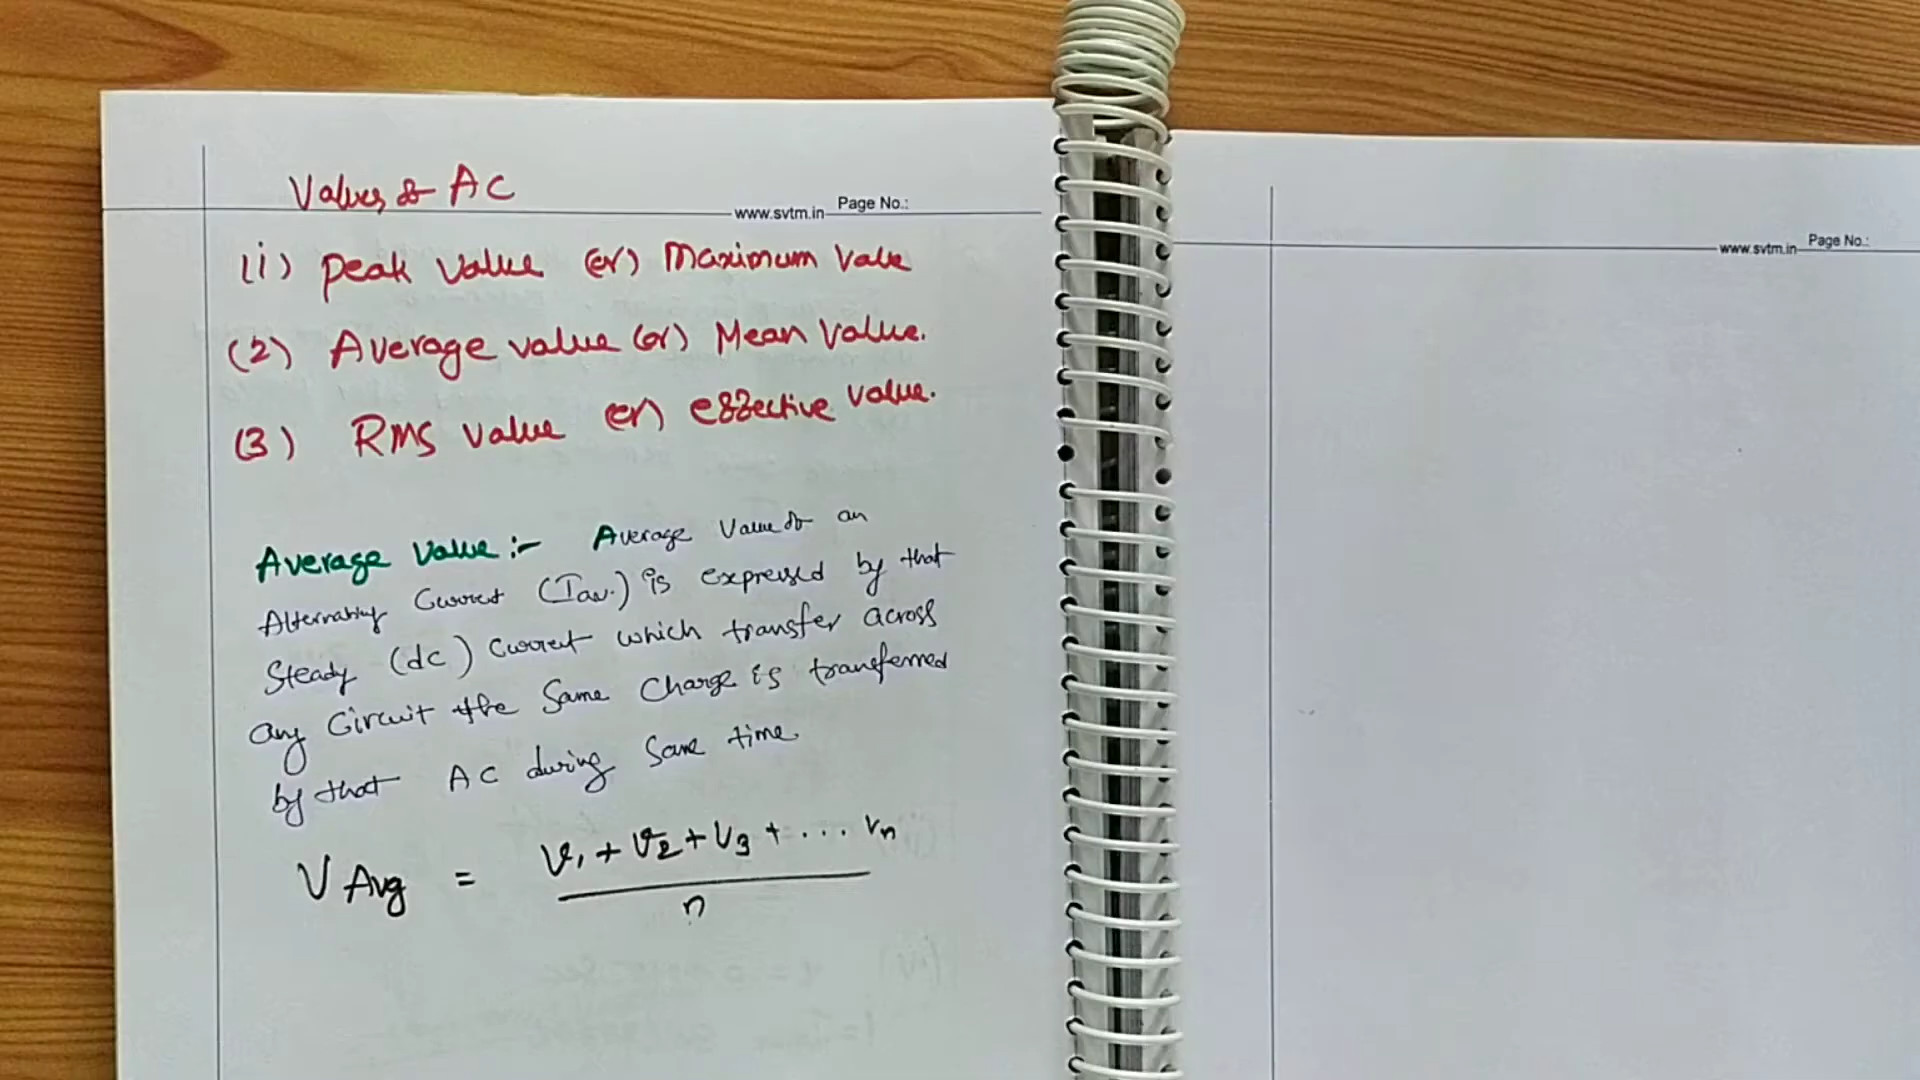 Values of AC
www.svtm.in Page No.:
(i) peak value (or) Maximum Value
(2) Average value (or) Mean Value.
(3) RMS value (or) effective value.
Average Value :- Average Value of an
Alternating Current (Iav.) is expressed by that
Steady (dc) Current which transfer across
any Circuit the Same Charge is transferred
by that AC during Same time.
V Avg = V1 + V2 + V3 + ... Vn
n
www.svtm.in Page No.: